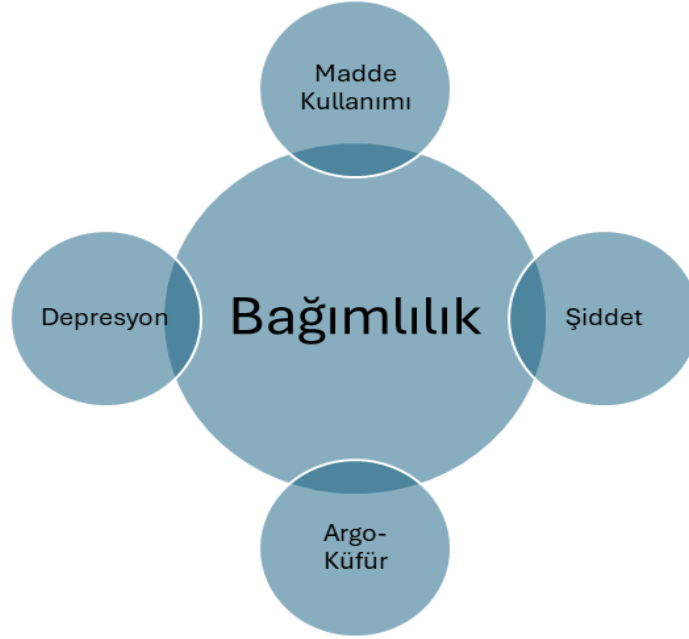 Madde
Kullanımı
Depresyon
Bağımlılık
Şiddet
Argo-
Küfür